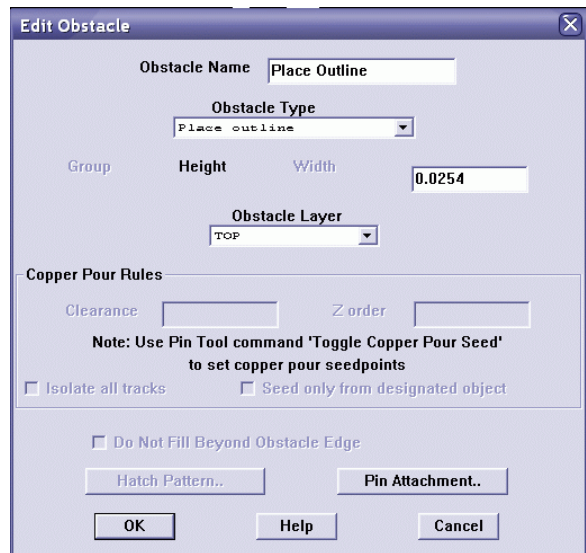 Edit Obstacle
Obstacle Name Place Outline
Obstacle Type
Place outline
Group Height Width 0.0254
Obstacle Layer
TOP
Copper Pour Rules
Clearance Z order
Note: Use Pin Tool command 'Toggle Copper Pour Seed'
to set copper pour seedpoints
Isolate all tracks Seed only from designated object
Do Not Fill Beyond Obstacle Edge
Hatch Pattern.. Pin Attachment..
OK Help Cancel